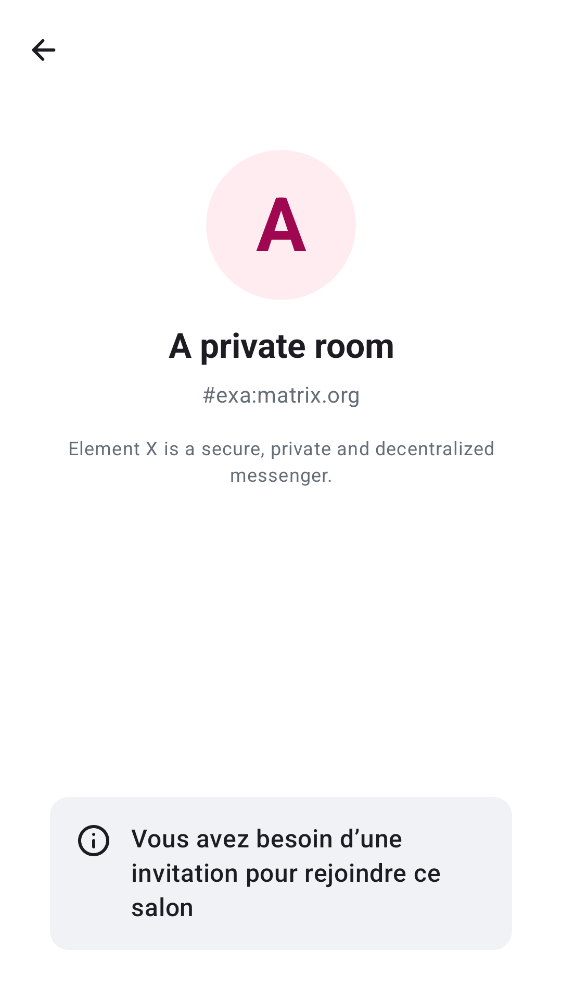 A
A private room
#exa:matrix.org
Element X is a secure, private and decentralized
messenger.
Vous avez besoin d’une
invitation pour rejoindre ce
salon